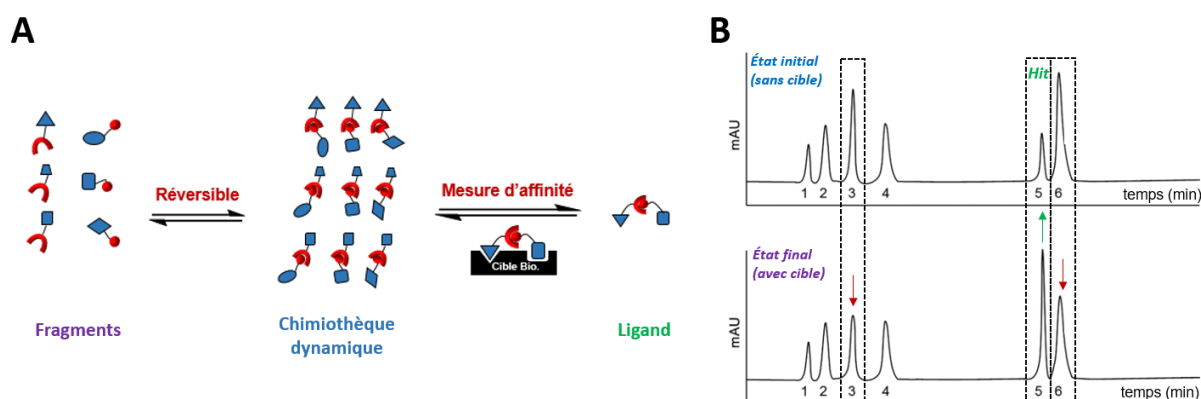 A
Réversible
Mesure d'affinité
Cible Bio.
Fragments
Chimiothèque
dynamique
Ligand
B
État initial
(sans cible)
Hit
mAU
1 2 3 4 5 6 temps (min)
État final
(avec cible)
mAU
1 2 3 4 5 6 temps (min)